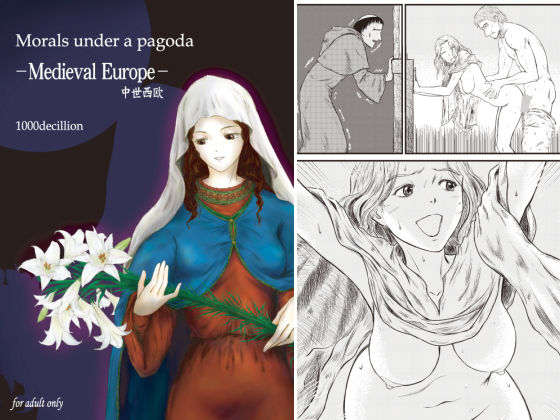 Morals under a pagoda
-Medieval Europe-
中世西欧
1000decillion
for adult only